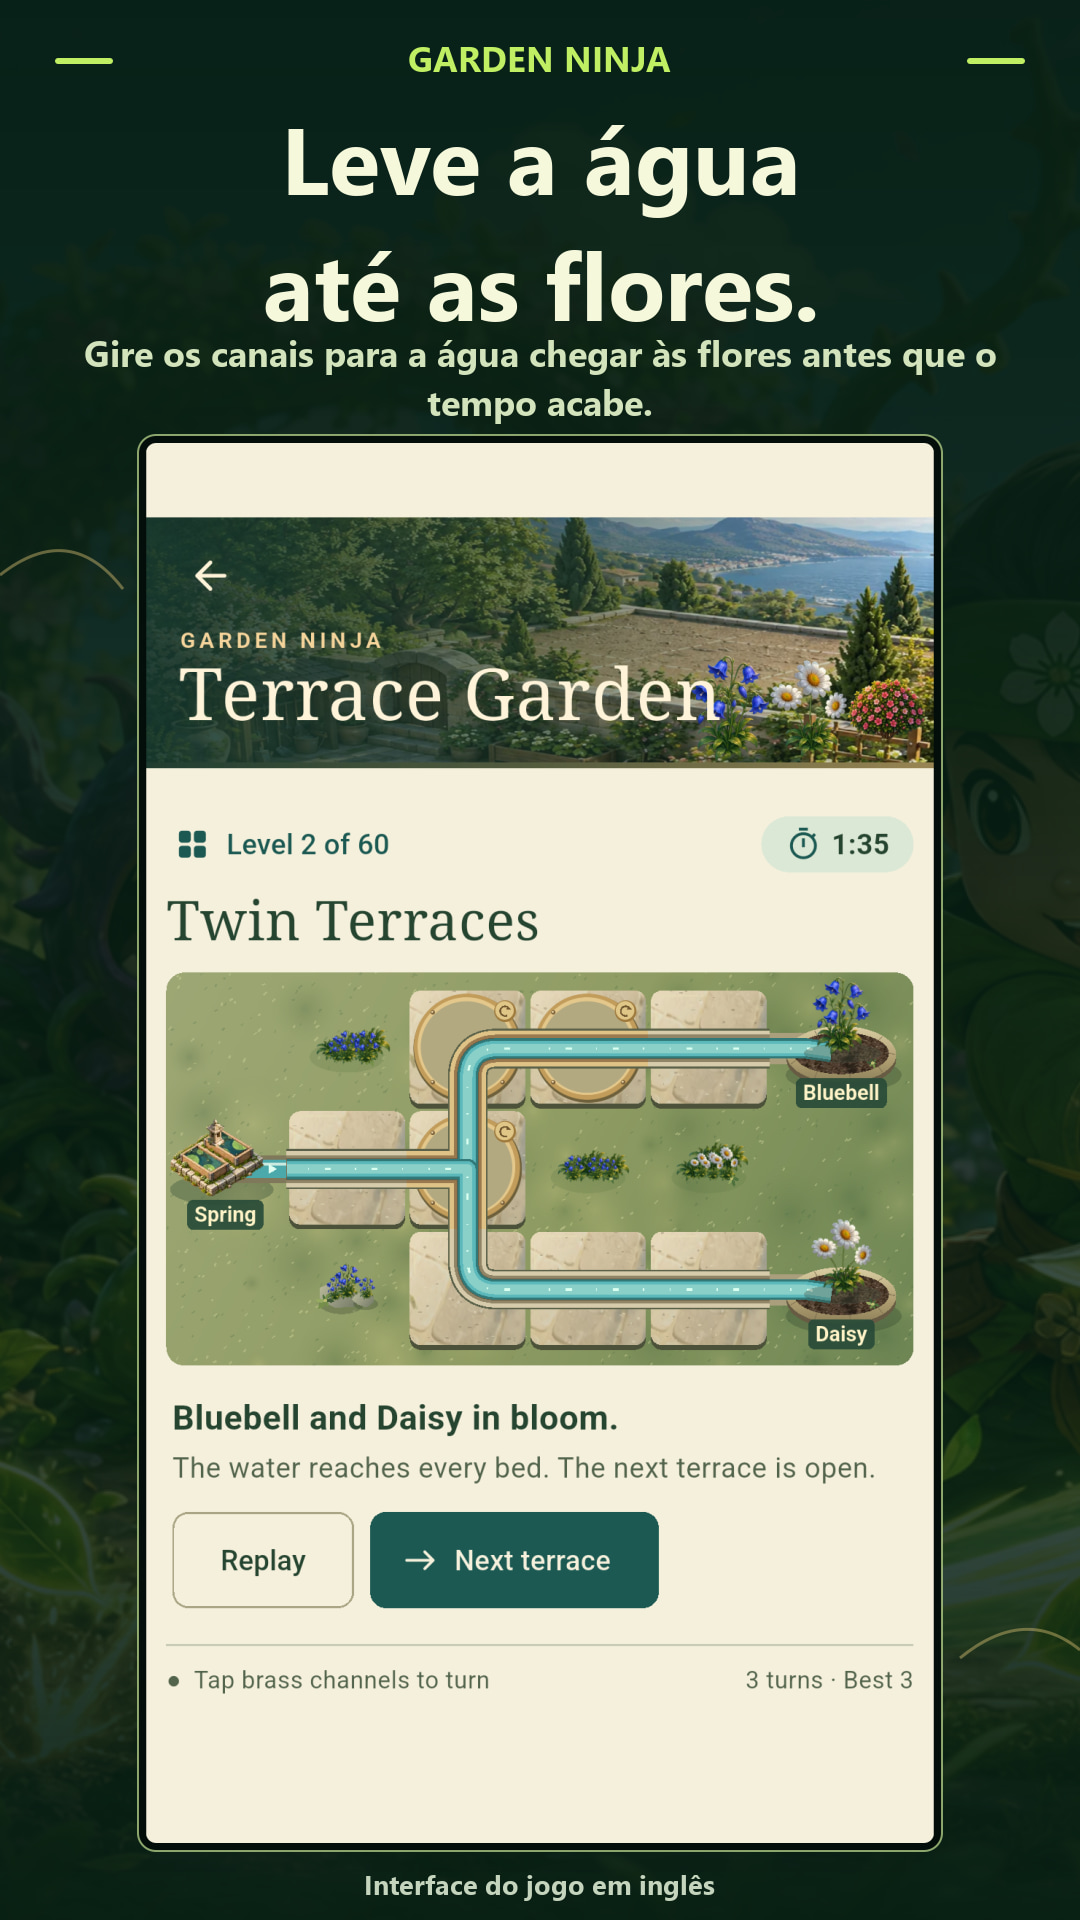 GARDEN NINJA
Leve a água
até as flores.
Gire os canais para a água chegar às flores antes que o
tempo acabe.
GARDEN NINJA
Terrace Garden
Level 2 of 60
1:35
Twin Terraces
Bluebell
Spring
Daisy
Bluebell and Daisy in bloom.
The water reaches every bed. The next terrace is open.
Replay
Next terrace
Tap brass channels to turn
3 turns · Best 3
Interface do jogo em inglês